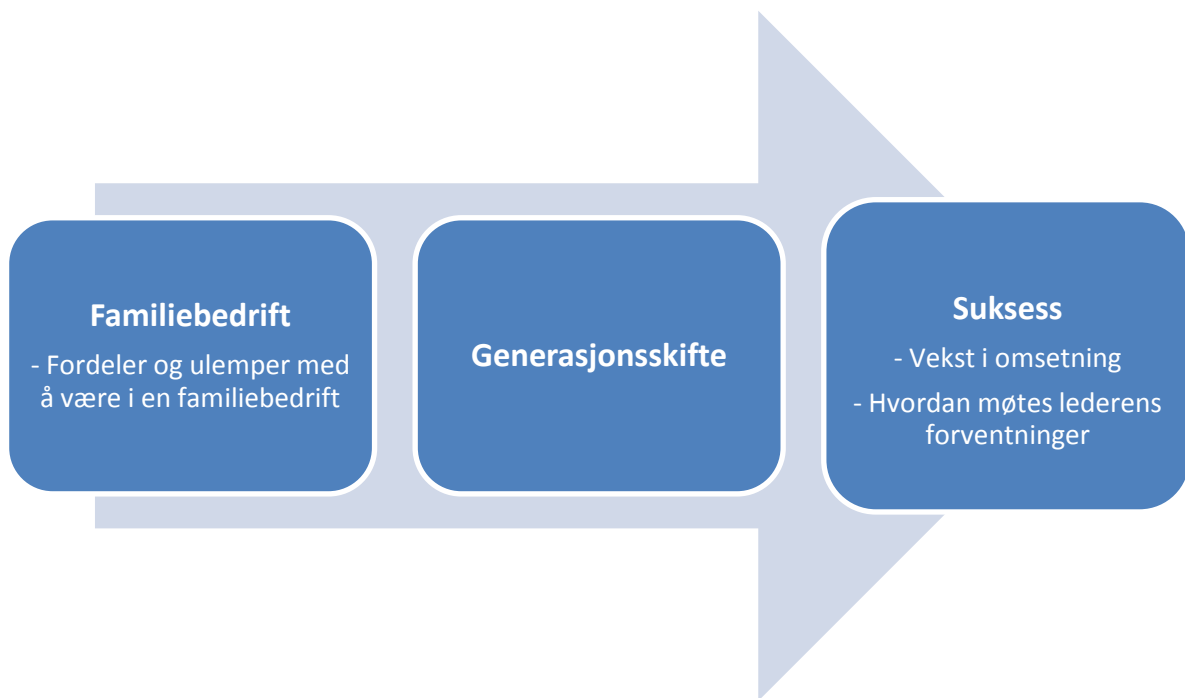 Familiebedrift
- Fordeler og ulemper med
å være i en familiebedrift
Generasjonsskifte
Suksess
- Vekst i omsetning
- Hvordan møtes lederens
forventninger